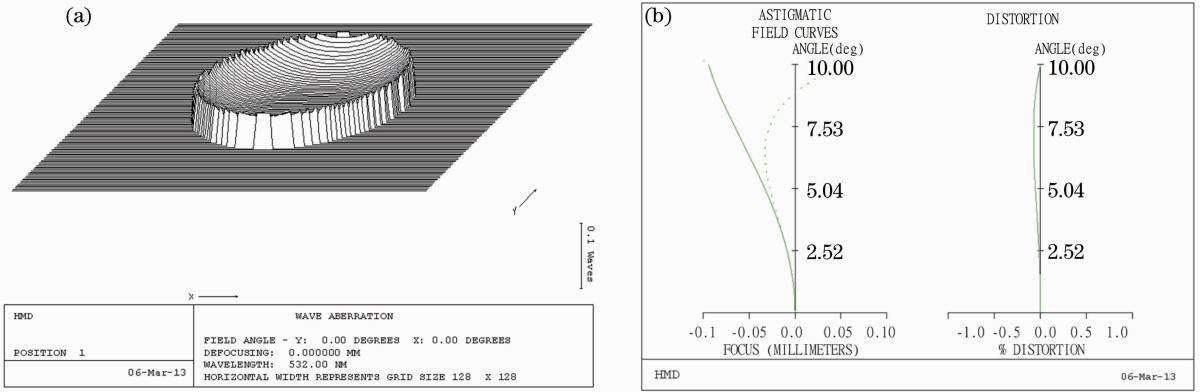 (a)
Y
0.1 Waves
X
HMD
POSITION 1
06-Mar-13
WAVE ABERRATION
FIELD ANGLE - Y: 0.00 DEGREES X: 0.00 DEGREES
DEFOCUSING: 0.000000 MM
WAVELENGTH: 532.00 NM
HORIZONTAL WIDTH REPRESENTS GRID SIZE 128 X 128
(b)
ASTIGMATIC
FIELD CURVES
ANGLE(deg)
10.00
7.53
5.04
2.52
-0.1 -0.05 0.0 0.05 0.10
FOCUS (MILLIMETERS)
DISTORTION
ANGLE(deg)
10.00
7.53
5.04
2.52
-1.0 -0.5 0.0 0.5 1.0
% DISTORTION
HMD
06-Mar-13